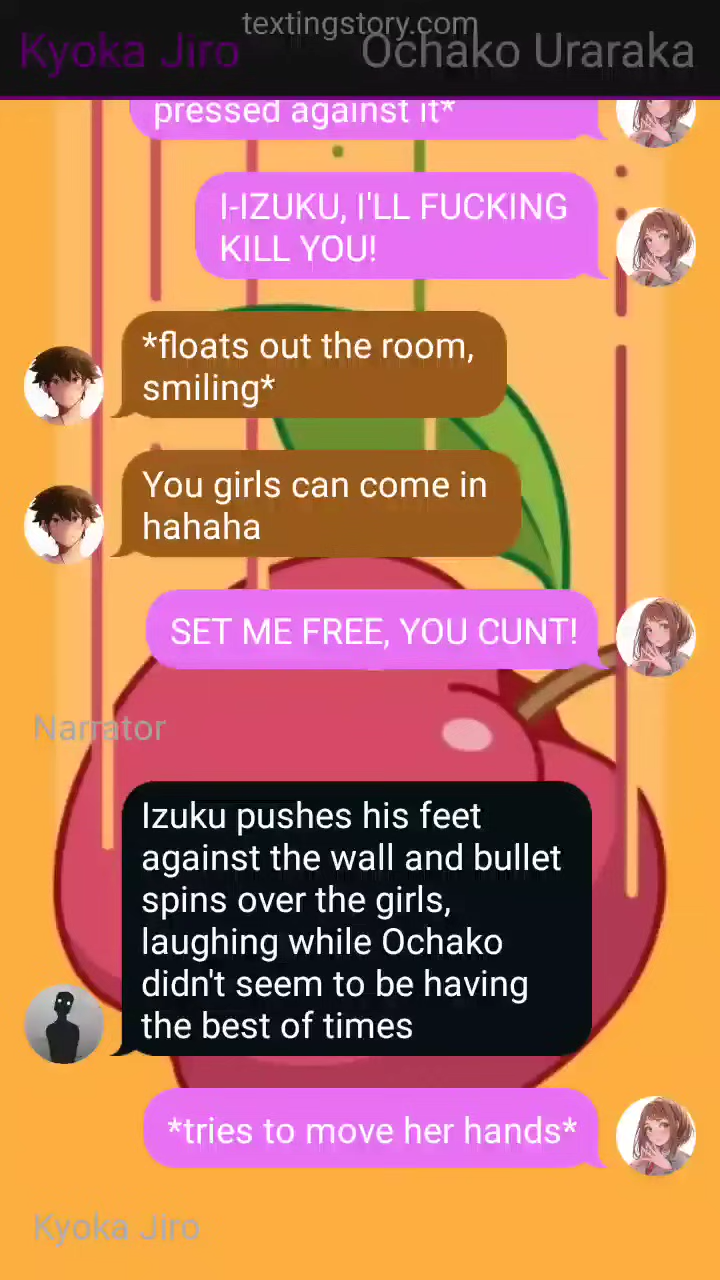 textingstory.com
Kyoka Jiro
Ochako Uraraka
pressed against it*
I-IZUKU, I'LL FUCKING
KILL YOU!
*floats out the room,
smiling*
You girls can come in
hahaha
SET ME FREE, YOU CUNT!
Narrator
Izuku pushes his feet
against the wall and bullet
spins over the girls,
laughing while Ochako
didn't seem to be having
the best of times
*tries to move her hands*
Kyoka Jiro